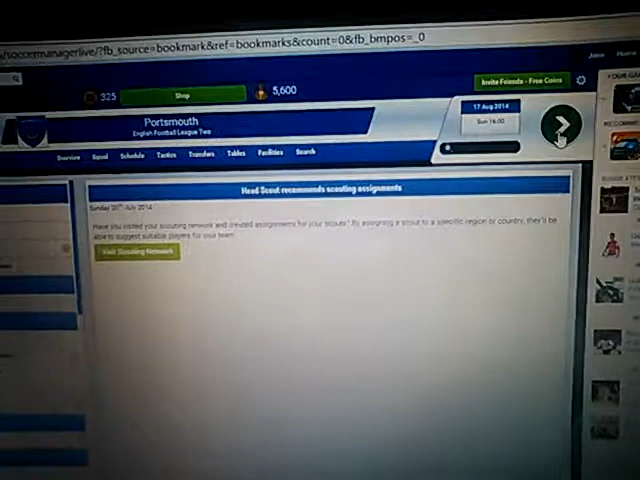 /soccermanagerlive/?fb_source=bookmark&ref=bookmarks&count=0&fb_bmpos=_0
Home
325
Shop
5,600
Invite Friends - Free Coins
YOUR GA
Portsmouth
English Football League Two
17 Aug 2014
Sun 16:00
Overview Squad Schedule Tactics Transfers Tables Facilities Search
Head Scout recommends scouting assignments
Sunday 20th July 2014
Have you visited your scouting network and created assignments for your scouts? By assigning a scout to a specific region or country, they'll be
able to suggest suitable players for your team.
Visit Scouting Network